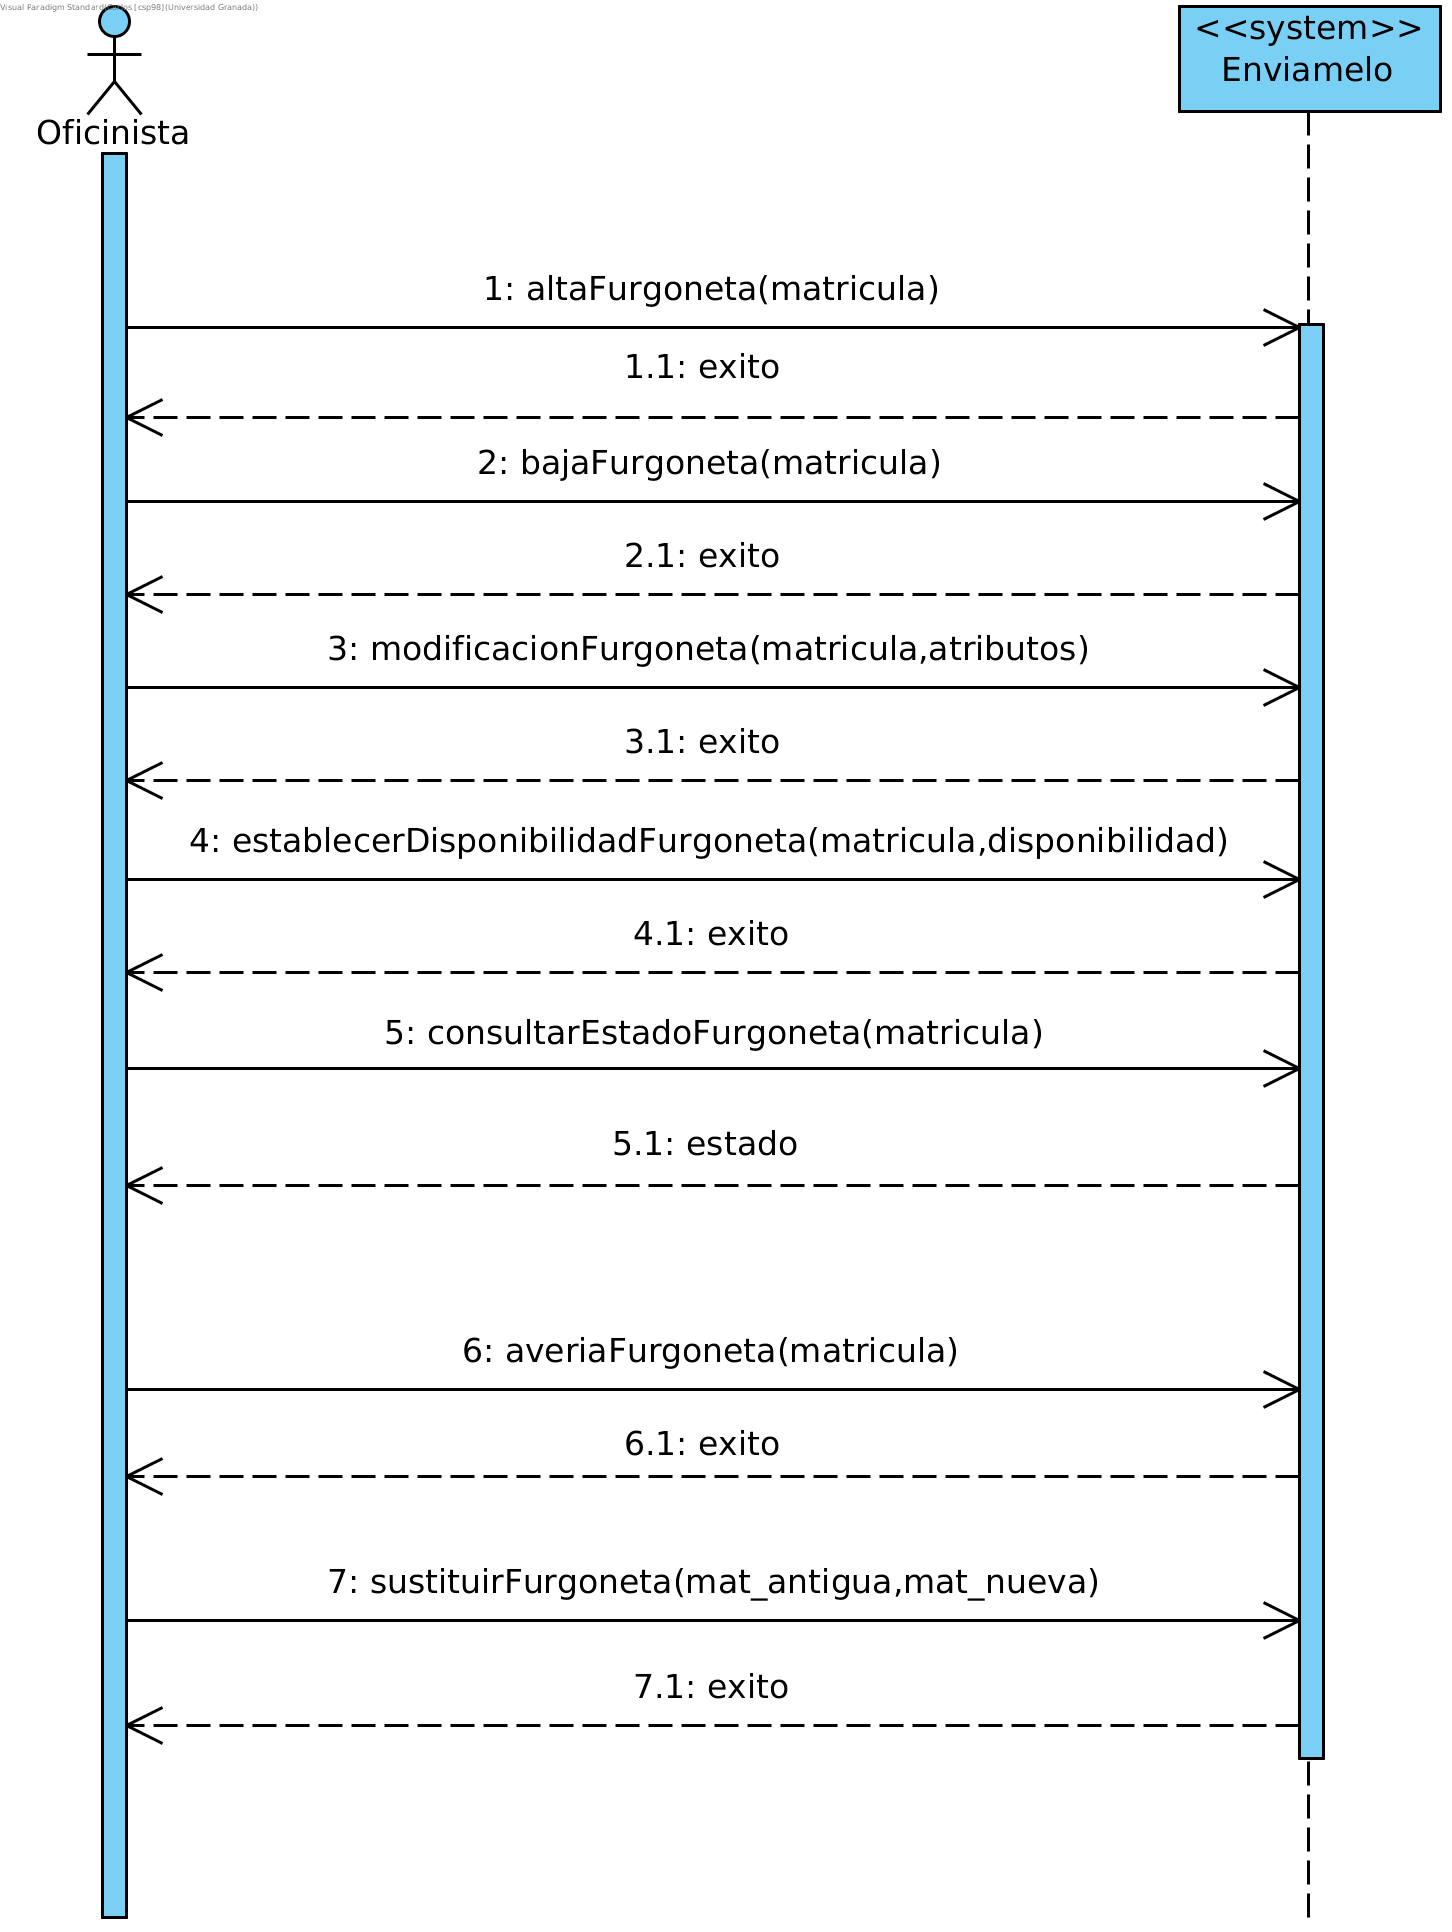 Visual Paradigm Standard(Carlos [csp98](Universidad Granada))
<<system>>
Enviamelo
Oficinista
1: altaFurgoneta(matricula)
1.1: exito
2: bajaFurgoneta(matricula)
2.1: exito
3: modificacionFurgoneta(matricula,atributos)
3.1: exito
4: establecerDisponibilidadFurgoneta(matricula,disponibilidad)
4.1: exito
5: consultarEstadoFurgoneta(matricula)
5.1: estado
6: averiaFurgoneta(matricula)
6.1: exito
7: sustituirFurgoneta(mat_antigua,mat_nueva)
7.1: exito